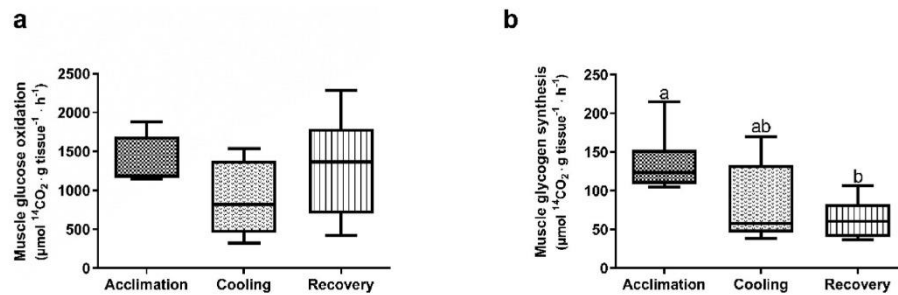 a
Muscle glucose oxidation
(µmol ¹⁴CO₂· g tissue⁻¹ · h⁻¹)
2500
2000
1500
1000
500
0
Acclimation Cooling Recovery
b
Muscle glycogen synthesis
(µmol ¹⁴CO₂· g tissue⁻¹ · h⁻¹)
250
200
150
100
50
0
a
ab
b
Acclimation Cooling Recovery